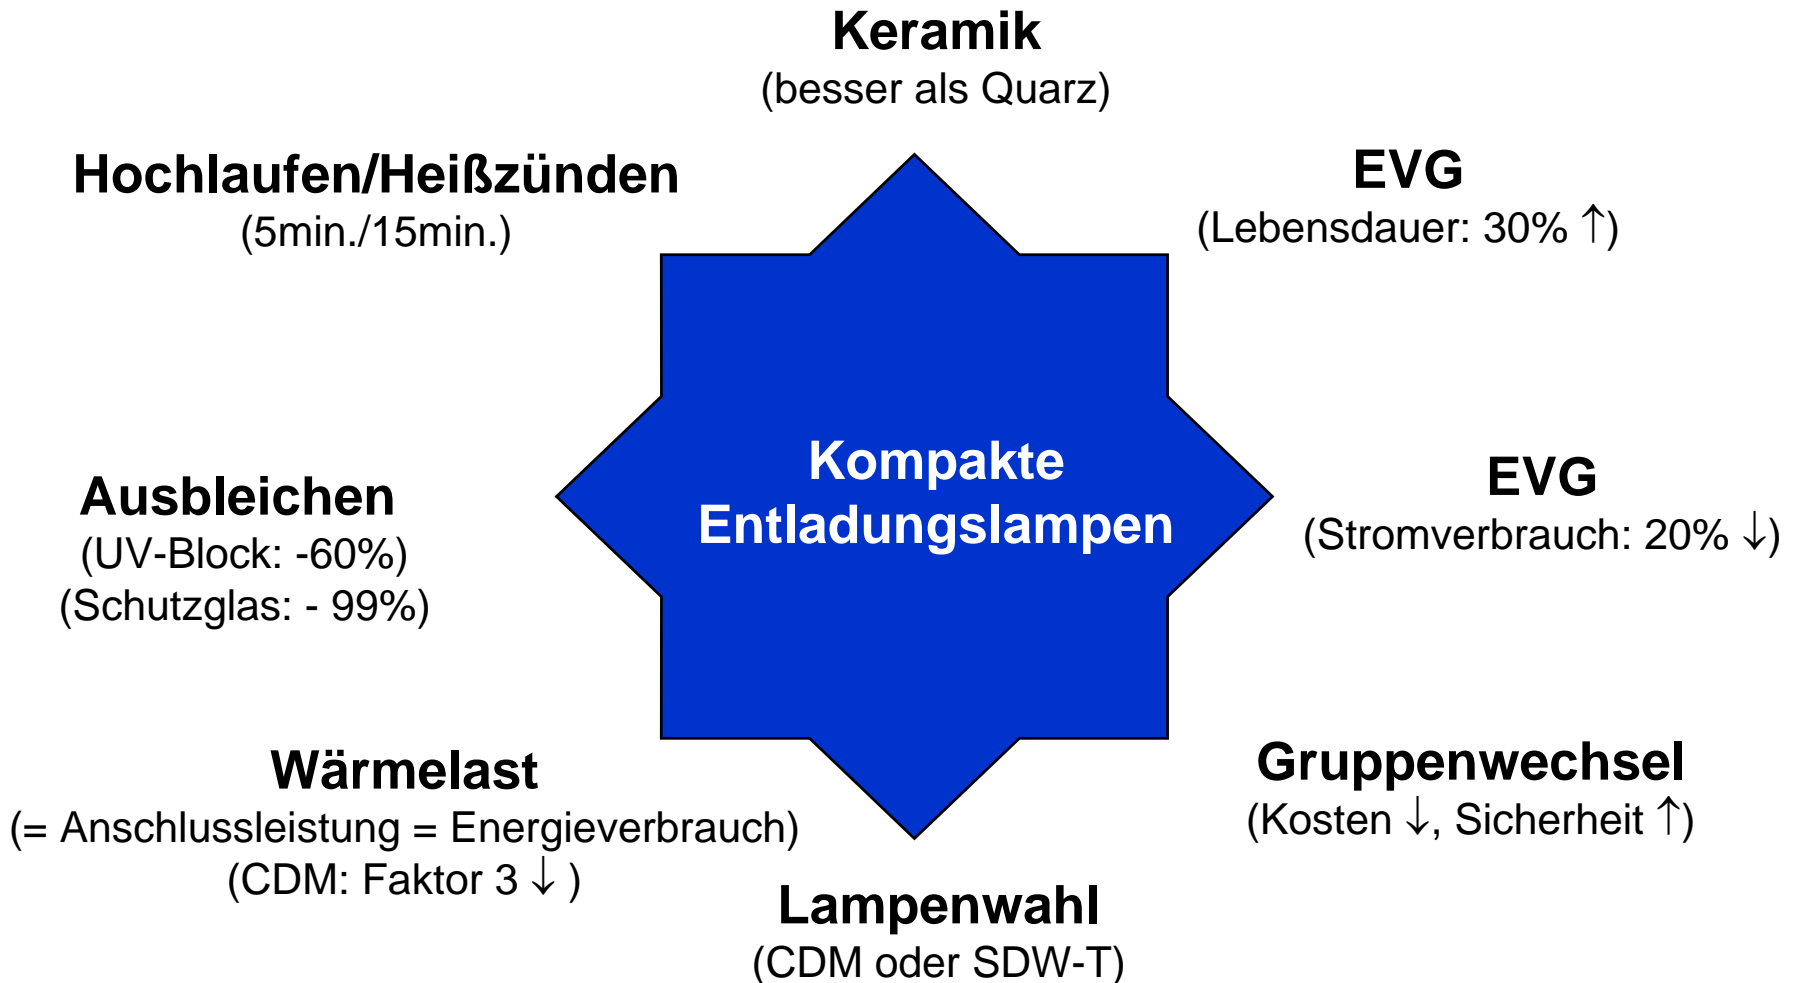 Keramik
(besser als Quarz)
Hochlaufen/Heißzünden
(5min./15min.)
EVG
(Lebensdauer: 30% ↑)
Ausbleichen
(UV-Block: -60%)
(Schutzglas: - 99%)
Kompakte
Entladungslampen
EVG
(Stromverbrauch: 20% ↓)
Wärmelast
(= Anschlussleistung = Energieverbrauch)
(CDM: Faktor 3 ↓ )
Gruppenwechsel
(Kosten ↓, Sicherheit ↑)
Lampenwahl
(CDM oder SDW-T)